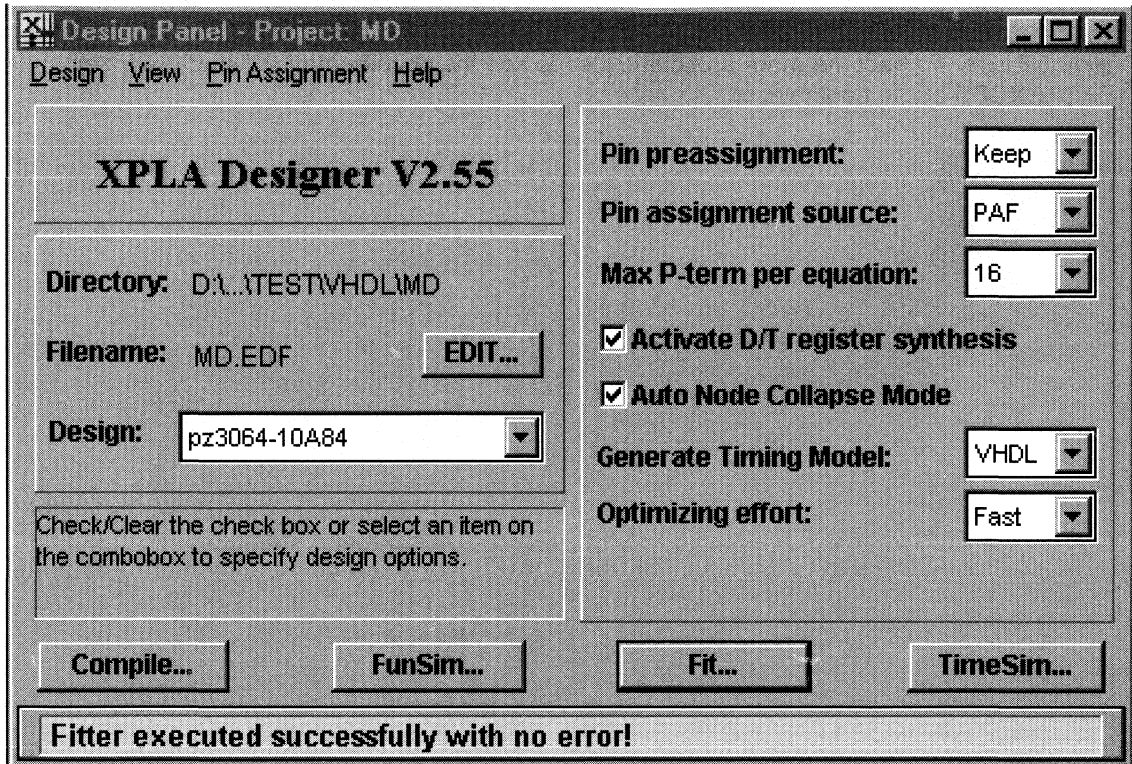 Design Panel - Project: MD
Design View Pin Assignment Help
XPLA Designer V2.55
Directory: D:\...\TEST\VHDL\MD
Filename: MD.EDF EDIT...
Design: pz3064-10A84
Check/Clear the check box or select an item on
the combobox to specify design options.
Pin preassignment: Keep
Pin assignment source: PAF
Max P-term per equation: 16
Activate D/T register synthesis
Auto Node Collapse Mode
Generate Timing Model: VHDL
Optimizing effort: Fast
Compile... FunSim... Fit... TimeSim...
Fitter executed successfully with no error!